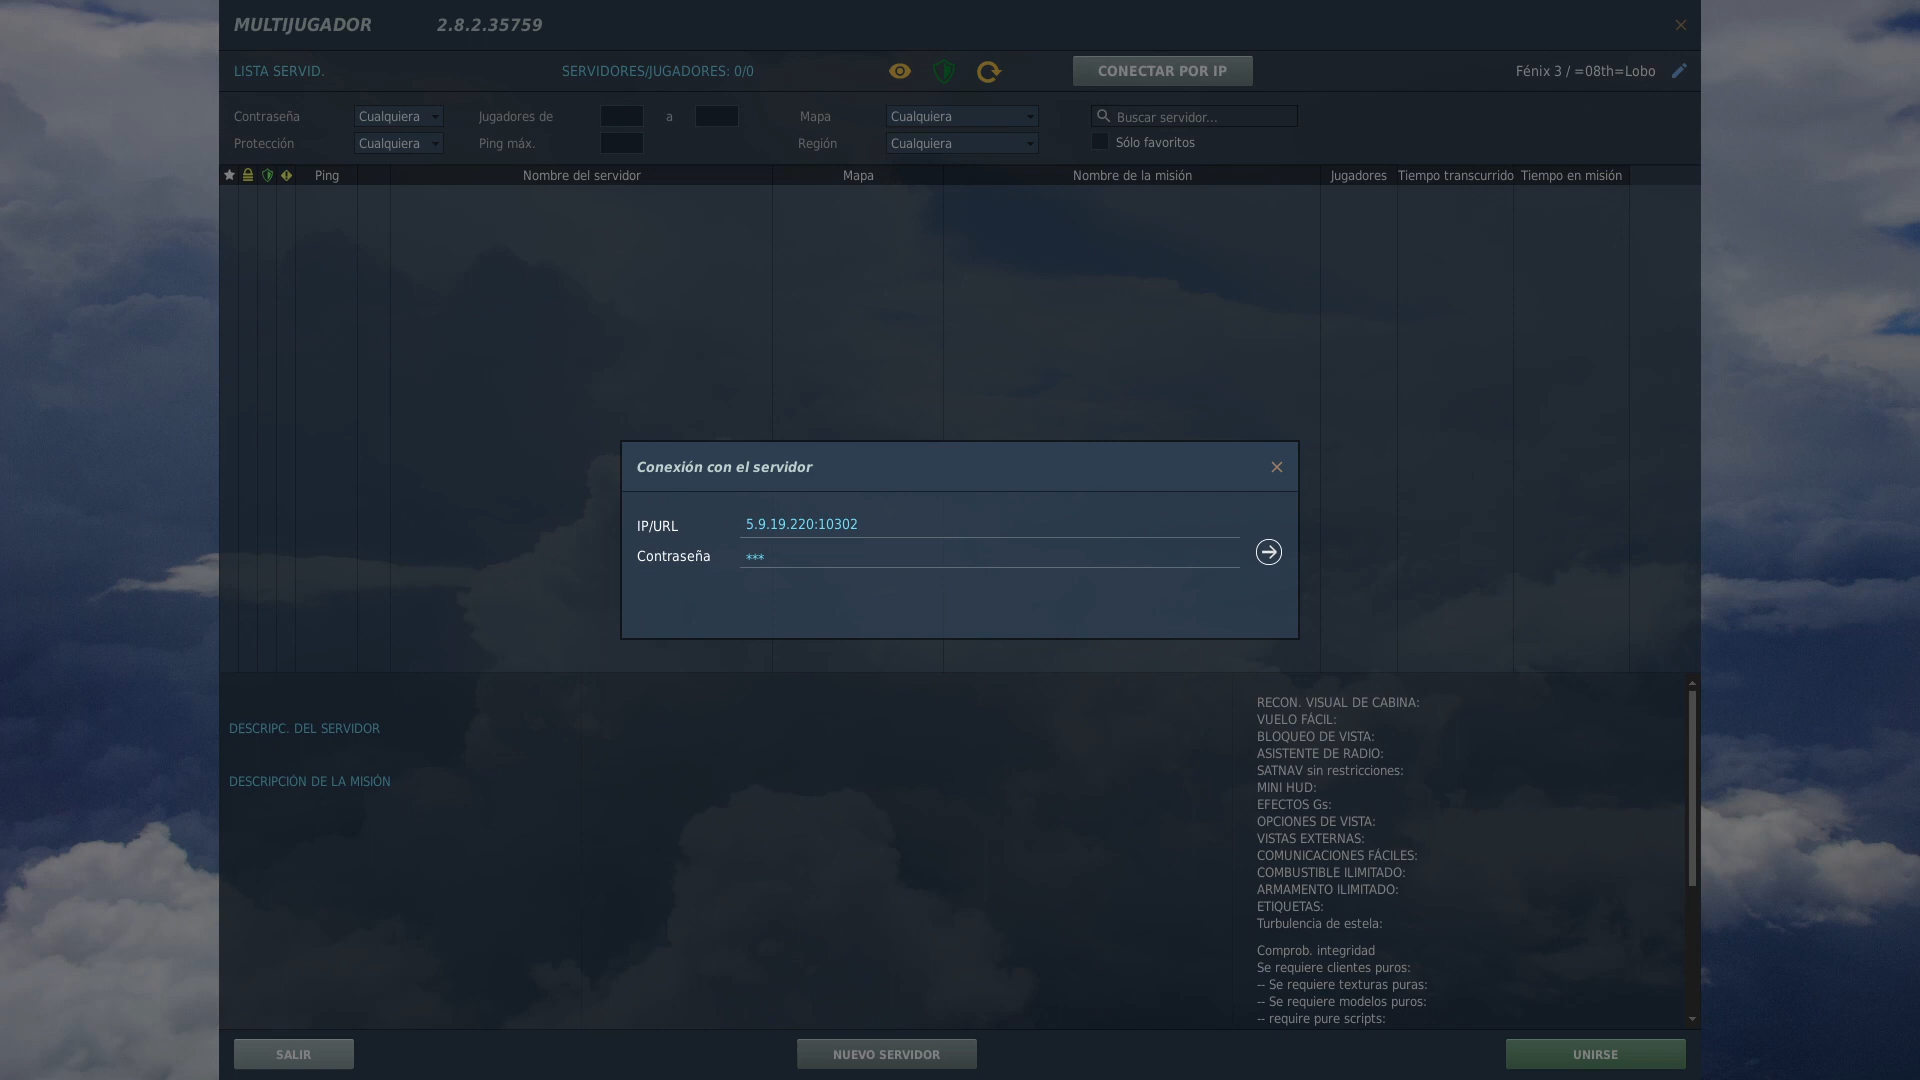 MULTIJUGADOR 2.8.2.35759
LISTA SERVID. SERVIDORES/JUGADORES: 0/0 CONECTAR POR IP Fénix 3 / =08th=Lobo
Contraseña Cualquiera Jugadores de a Mapa Cualquiera Buscar servidor...
Protección Cualquiera Ping máx. Región Cualquiera Sólo favoritos
Ping Nombre del servidor Mapa Nombre de la misión Jugadores Tiempo transcurrido Tiempo en misión
Conexión con el servidor
IP/URL 5.9.19.220:10302
Contraseña ***
DESCRIPC. DEL SERVIDOR
DESCRIPCIÓN DE LA MISIÓN
RECON. VISUAL DE CABINA:
VUELO FÁCIL:
BLOQUEO DE VISTA:
ASISTENTE DE RADIO:
SATNAV sin restricciones:
MINI HUD:
EFECTOS Gs:
OPCIONES DE VISTA:
VISTAS EXTERNAS:
COMUNICACIONES FÁCILES:
COMBUSTIBLE ILIMITADO:
ARMAMENTO ILIMITADO:
ETIQUETAS:
Turbulencia de estela:
Comprob. integridad
Se requiere clientes puros:
-- Se requiere texturas puras:
-- Se requiere modelos puros:
-- require pure scripts:
SALIR NUEVO SERVIDOR UNIRSE